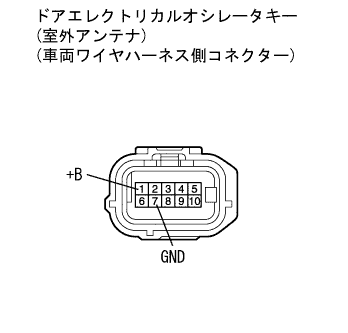 ドアエレクトリカルオシレータキー
(室外アンテナ)
(車両ワイヤハーネス側コネクター)
+B
1 2 3 4 5
6 7 8 9 10
GND